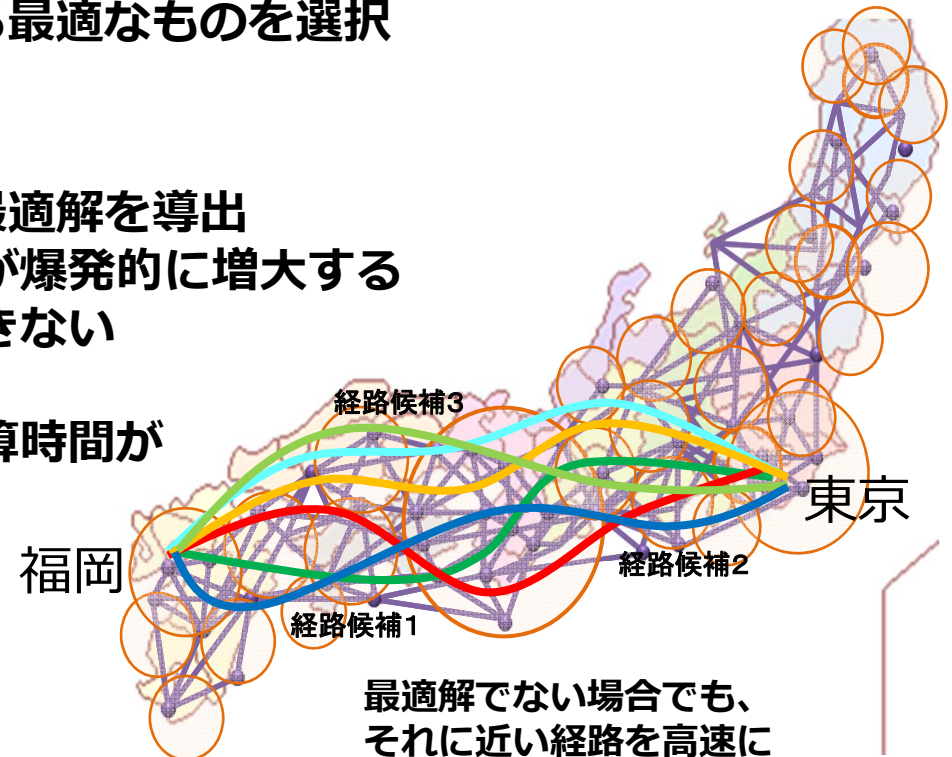 る最適なものを選択
最適解を導出
が爆発的に増大する
きない
算時間が
経路候補3
東京
福岡
経路候補2
経路候補1
最適解でない場合でも、
それに近い経路を高速に